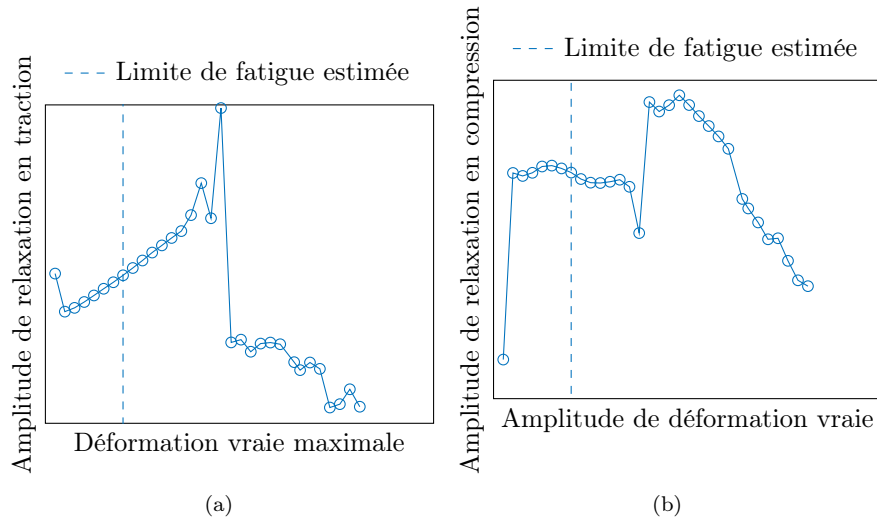 Limite de fatigue estimée
Amplitude de relaxation en traction
Déformation vraie maximale
(a)
Limite de fatigue estimée
Amplitude de relaxation en compression
Amplitude de déformation vraie
(b)